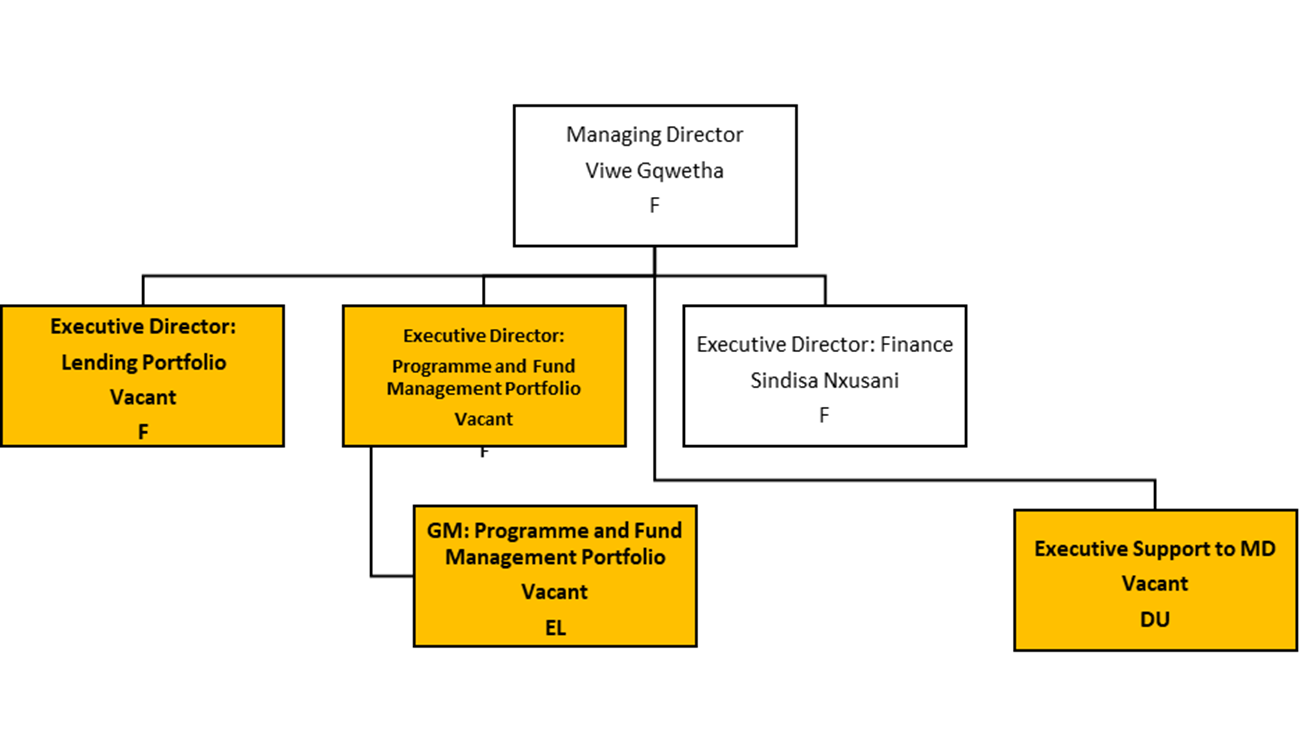 Managing Director
Viwe Gqwetha
F
Executive Director:
Lending Portfolio
Vacant
F
Executive Director:
Programme and Fund
Management Portfolio
Vacant
F
Executive Director: Finance
Sindisa Nxusani
F
GM: Programme and Fund
Management Portfolio
Vacant
EL
Executive Support to MD
Vacant
DU